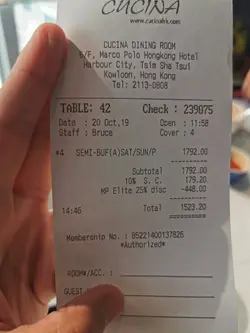 CUCINA
www.cucinahk.com
CUCINA DINING ROOM
6/F, Marco Polo Hongkong Hotel
Harbour City, Tsim Sha Tsui
Kowloon, Hong Kong
Tel: 2113-0808
TABLE: 42 Check : 239875
Date : 20 Oct,19 Open : 11:58
Staff : Bruce Cover : 4
*4 SEMI-BUF(A)SAT/SUN/P 1792.00
Subtotal 1792.00
10% S. C. 179.20
MP Elite 25% disc -448.00
14:46 Total 1523.20
Membership No. : 85221400137826
*Authorized*
ROOM#/ACC. :
GUEST